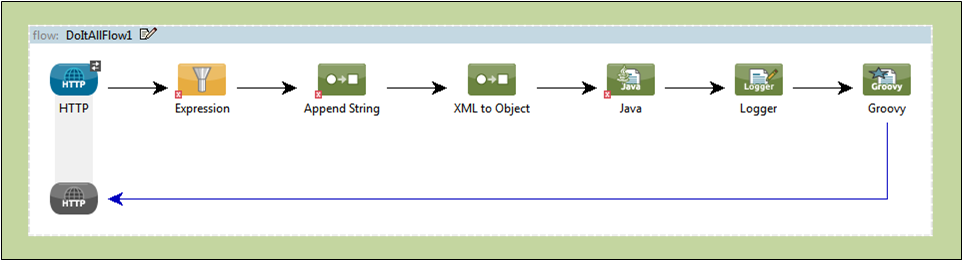 flow: DoItAllFlow1
HTTP
Java
Logger
Groovy
HTTP
Expression
Append String
XML to Object
Java
Logger
Groovy
HTTP